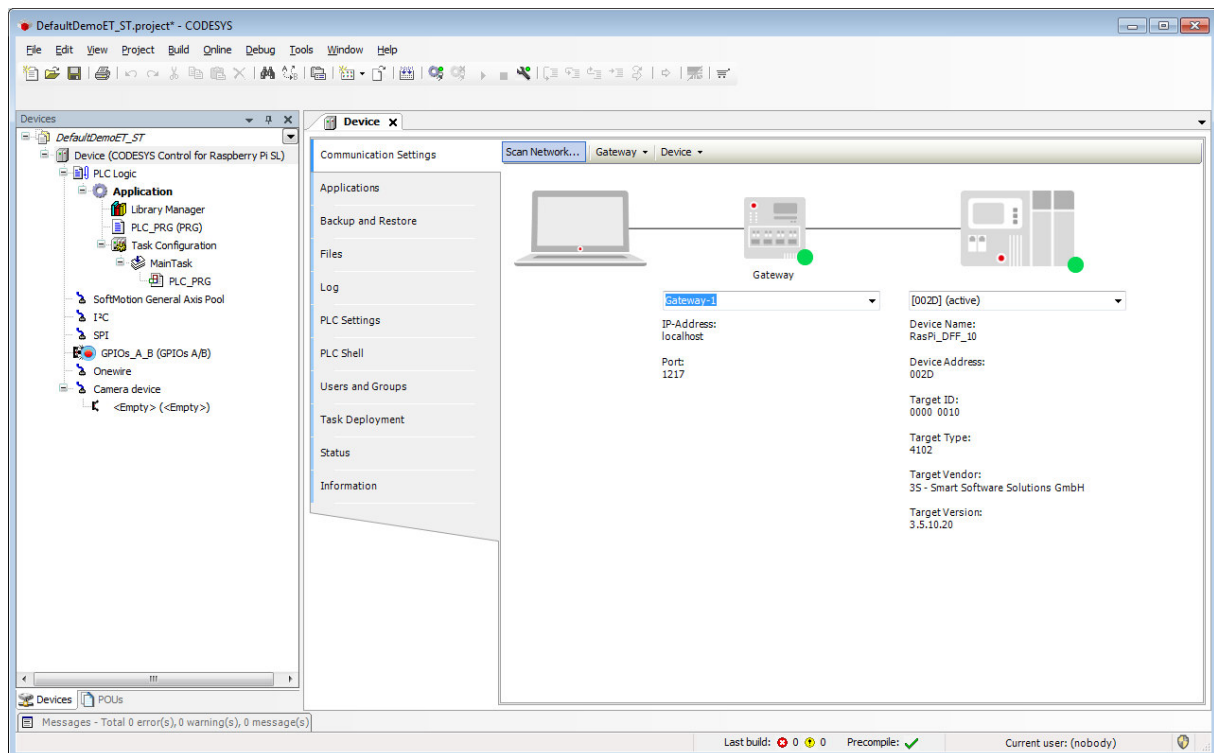 DefaultDemoET_ST.project* - CODESYS
File Edit View Project Build Online Debug Tools Window Help
Devices
DefaultDemoET_ST
Device (CODESYS Control for Raspberry Pi SL)
PLC Logic
Application
Library Manager
PLC_PRG (PRG)
Task Configuration
MainTask
PLC_PRG
SoftMotion General Axis Pool
I²C
SPI
GPIOs_A_B (GPIOs A/B)
Onewire
Camera device
<Empty> (<Empty>)
Devices POUs
Device
Communication Settings
Applications
Backup and Restore
Files
Log
PLC Settings
PLC Shell
Users and Groups
Task Deployment
Status
Information
Scan Network... Gateway Device
Gateway
Gateway-1
IP-Address:
localhost
Port:
1217
[002D] (active)
Device Name:
RasPi_DFF_10
Device Address:
002D
Target ID:
0000 0010
Target Type:
4102
Target Vendor:
3S - Smart Software Solutions GmbH
Target Version:
3.5.10.20
Messages - Total 0 error(s), 0 warning(s), 0 message(s)
Last build: 0 0 Precompile: Current user: (nobody)